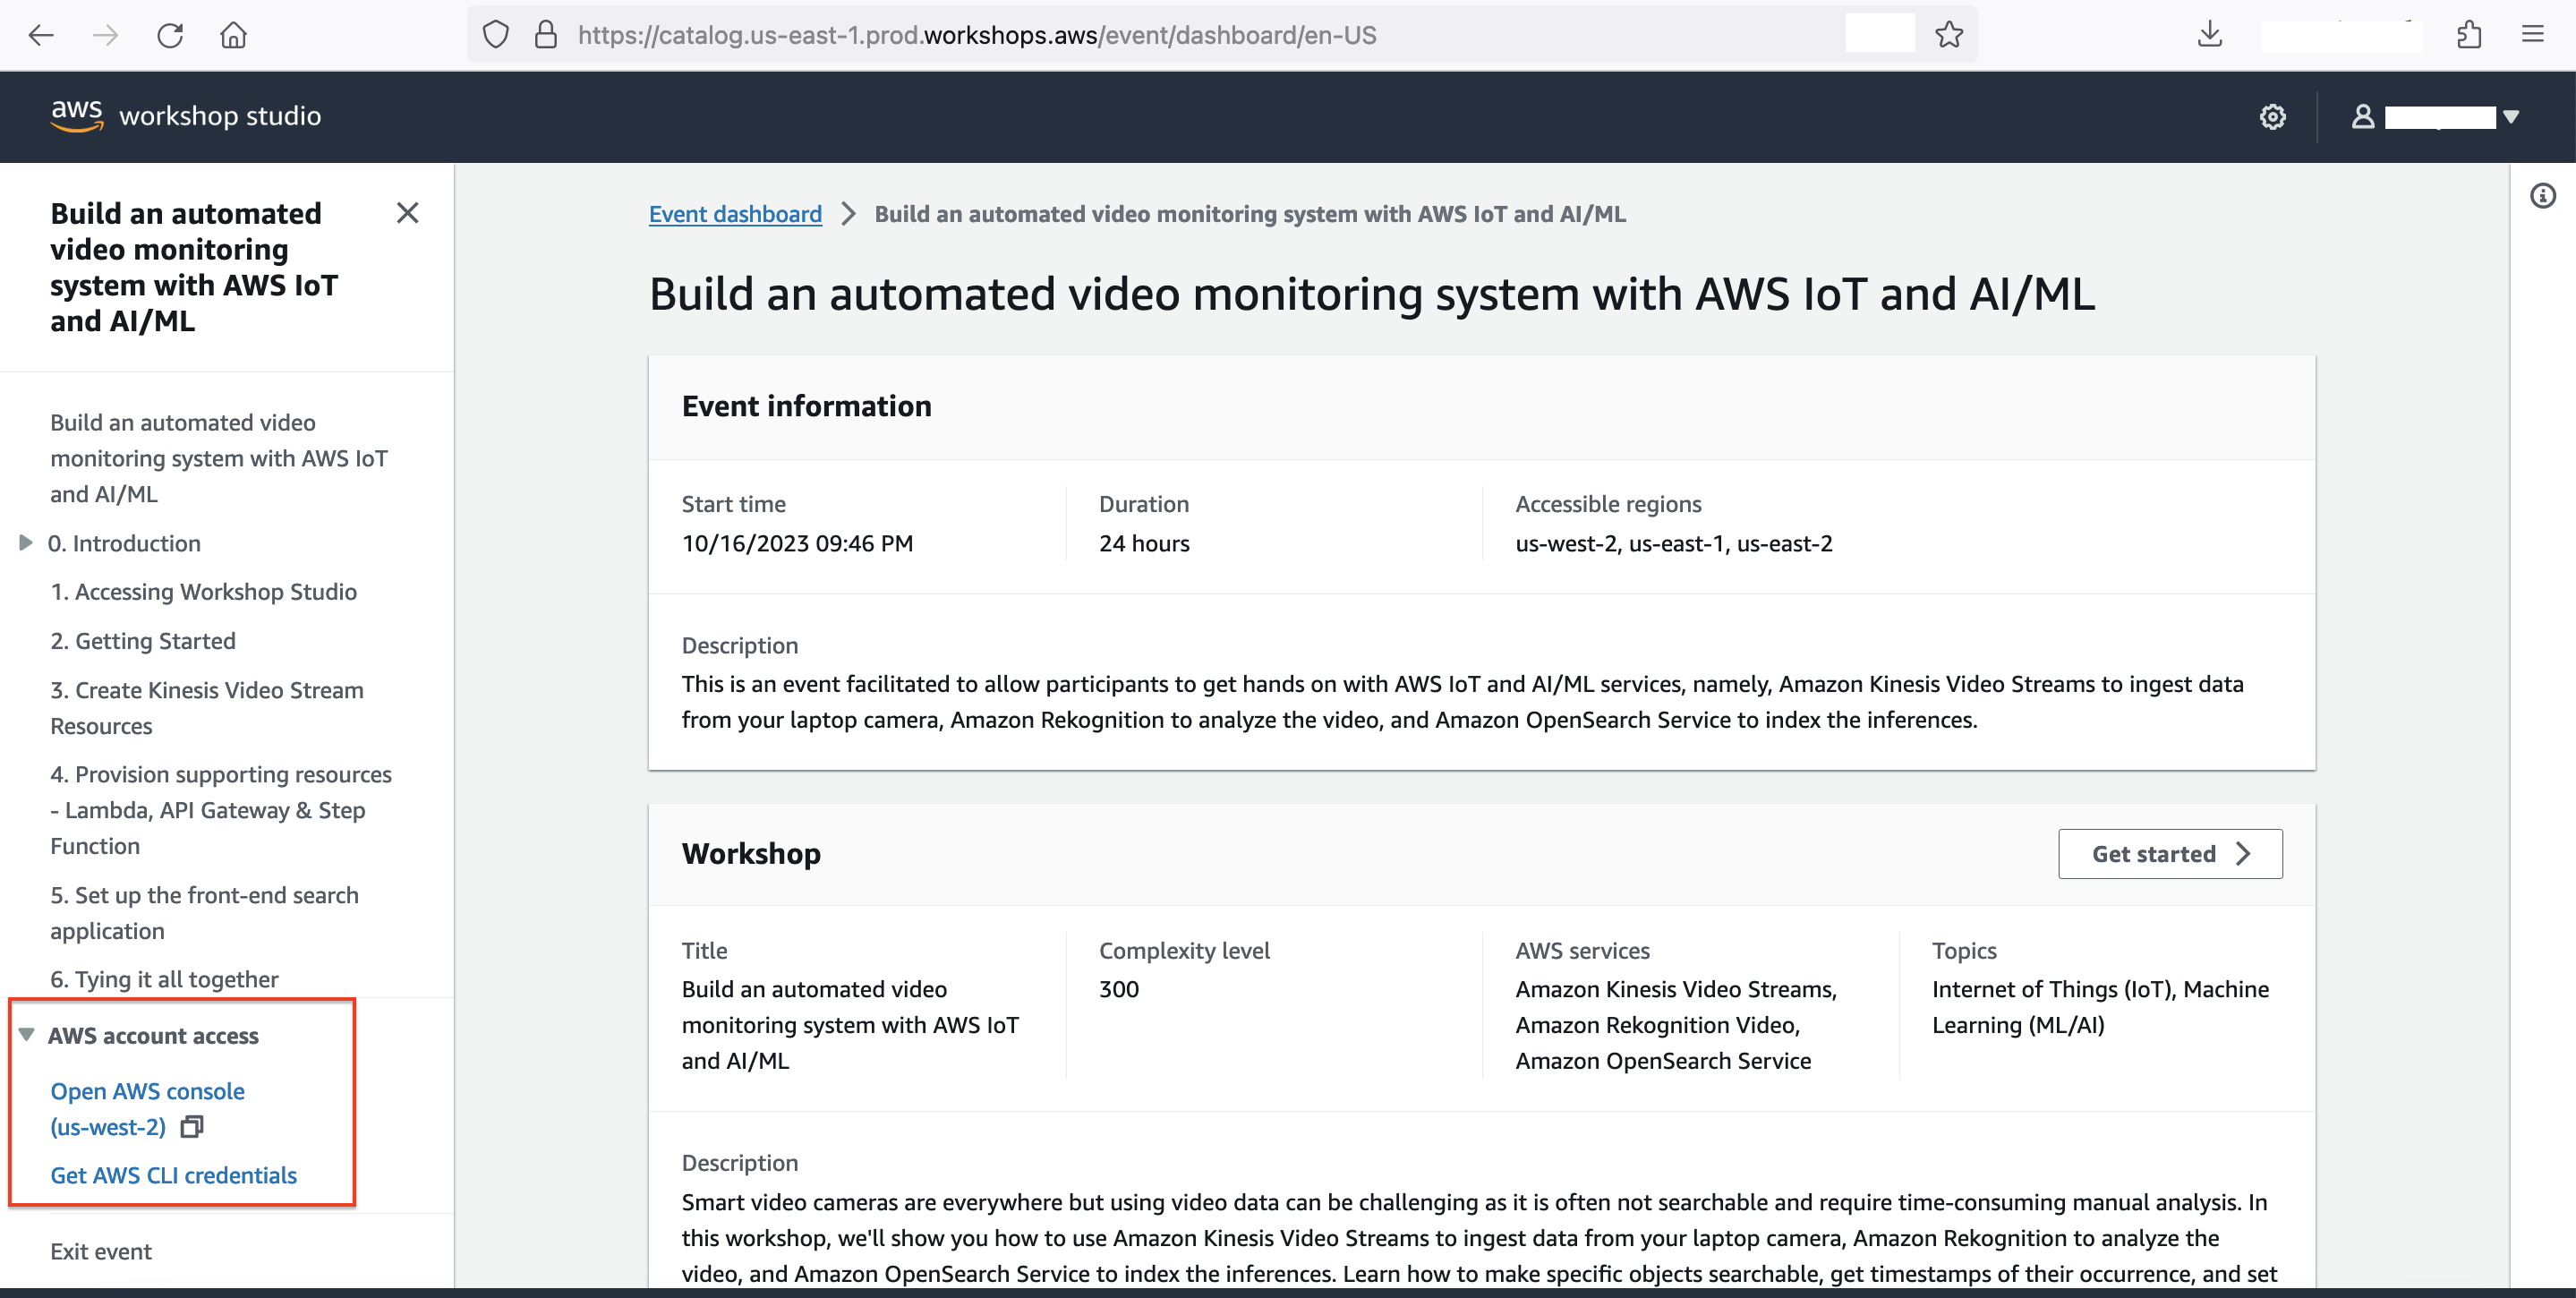 https://catalog.us-east-1.prod.workshops.aws/event/dashboard/en-US
aws workshop studio
Build an automated
video monitoring
system with AWS IoT
and AI/ML
Build an automated video
monitoring system with AWS IoT
and AI/ML
0. Introduction
1. Accessing Workshop Studio
2. Getting Started
3. Create Kinesis Video Stream
Resources
4. Provision supporting resources
- Lambda, API Gateway & Step
Function
5. Set up the front-end search
application
6. Tying it all together
AWS account access
Open AWS console
(us-west-2)
Get AWS CLI credentials
Exit event
Event dashboard > Build an automated video monitoring system with AWS IoT and AI/ML
Build an automated video monitoring system with AWS IoT and AI/ML
Event information
Start time
10/16/2023 09:46 PM
Duration
24 hours
Accessible regions
us-west-2, us-east-1, us-east-2
Description
This is an event facilitated to allow participants to get hands on with AWS IoT and AI/ML services, namely, Amazon Kinesis Video Streams to ingest data
from your laptop camera, Amazon Rekognition to analyze the video, and Amazon OpenSearch Service to index the inferences.
Workshop
Get started
Title
Build an automated video
monitoring system with AWS IoT
and AI/ML
Complexity level
300
AWS services
Amazon Kinesis Video Streams,
Amazon Rekognition Video,
Amazon OpenSearch Service
Topics
Internet of Things (IoT), Machine
Learning (ML/AI)
Description
Smart video cameras are everywhere but using video data can be challenging as it is often not searchable and require time-consuming manual analysis. In
this workshop, we'll show you how to use Amazon Kinesis Video Streams to ingest data from your laptop camera, Amazon Rekognition to analyze the
video, and Amazon OpenSearch Service to index the inferences. Learn how to make specific objects searchable, get timestamps of their occurrence, and set